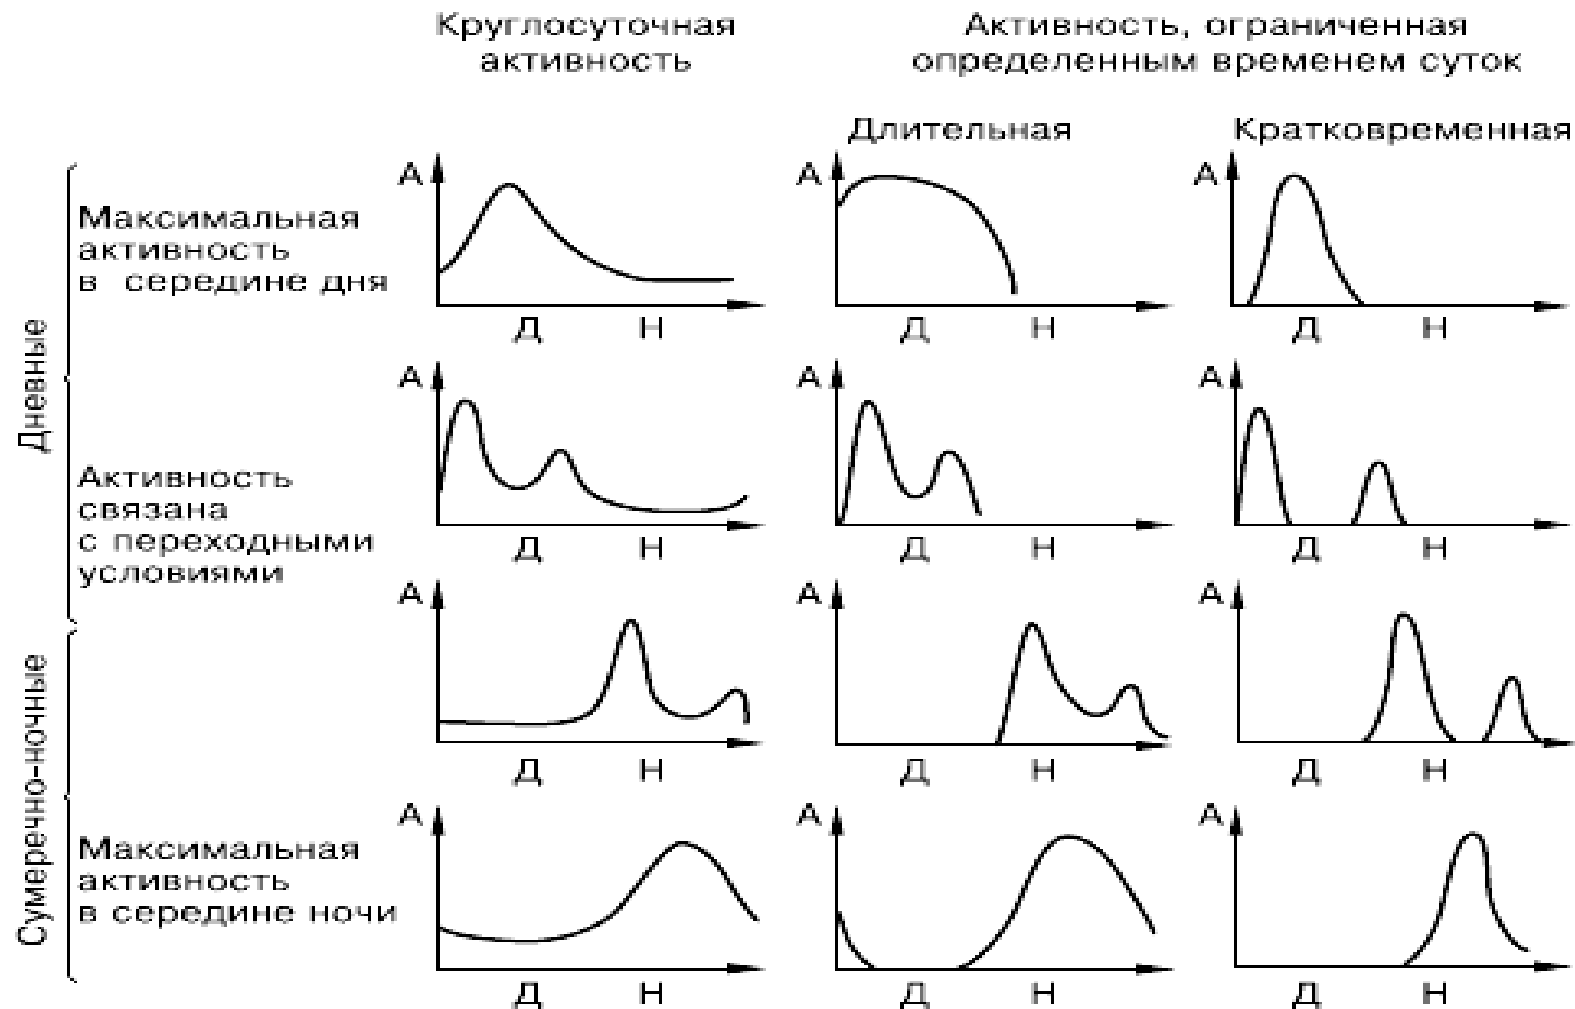 Круглосуточная
активность
Активность, ограниченная
определенным временем суток
Длительная
Кратковременная
Дневные
Максимальная
активность
в середине дня
А
Д Н
А
Д Н
А
Д Н
Активность
связана
с переходными
условиями
А
Д Н
А
Д Н
А
Д Н
Сумеречно-ночные
А
Д Н
А
Д Н
А
Д Н
Максимальная
активность
в середине ночи
А
Д Н
А
Д Н
А
Д Н